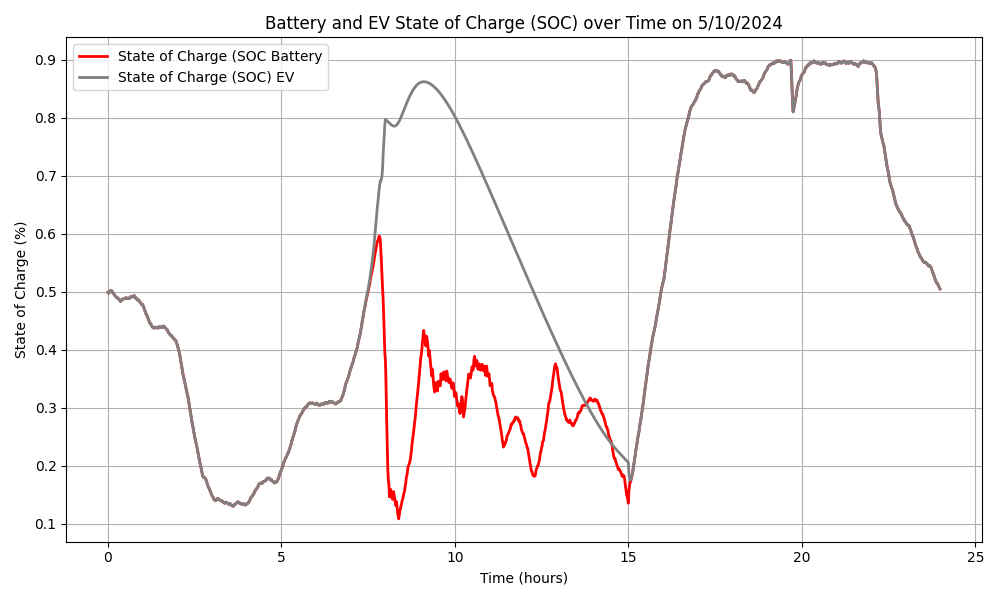 Battery and EV State of Charge (SOC) over Time on 5/10/2024
State of Charge (SOC Battery
State of Charge (SOC) EV
State of Charge (%)
0.9
0.8
0.7
0.6
0.5
0.4
0.3
0.2
0.1
0 5 10 15 20 25
Time (hours)